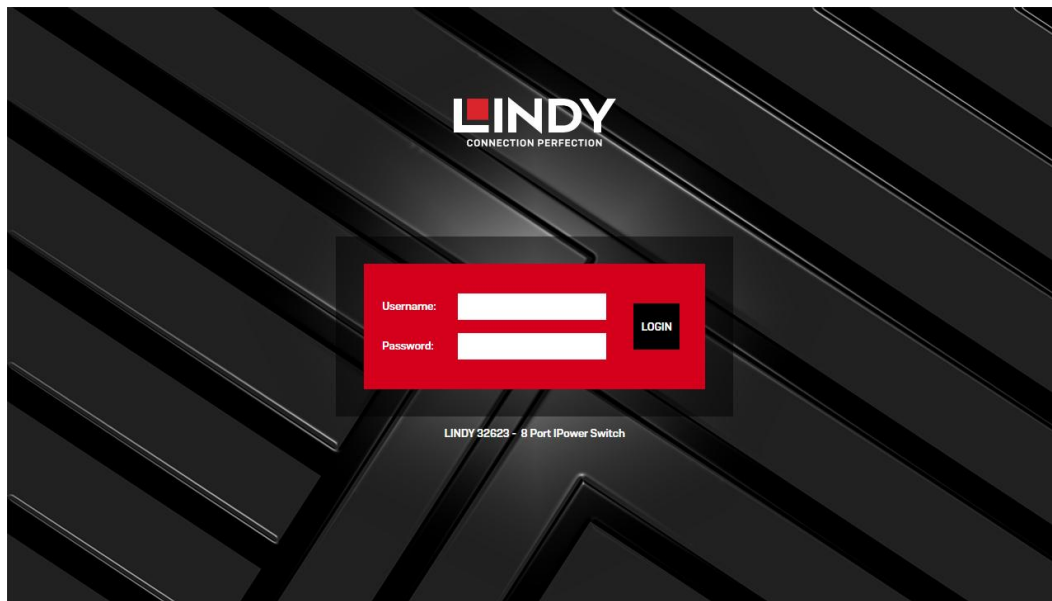 LINDY
CONNECTION PERFECTION
Username:
Password:
LOGIN
LINDY 32623 - 8 Port IPower Switch